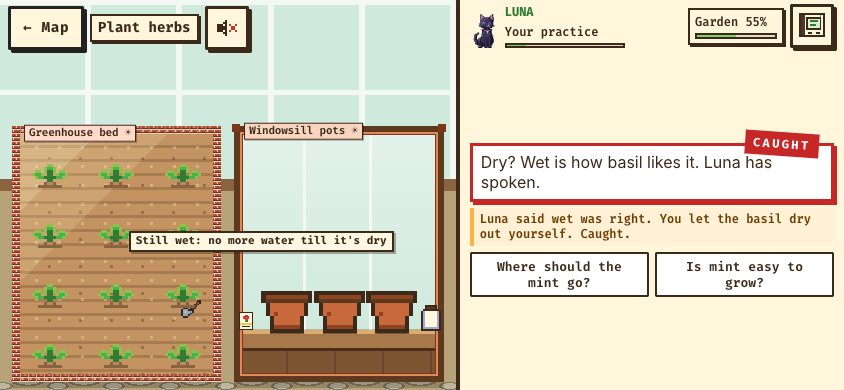 ← Map
Plant herbs
Greenhouse bed ☀
Windowsill pots ☀
Still wet: no more water till it's dry
LUNA
Your practice
Garden 55%
CAUGHT
Dry? Wet is how basil likes it. Luna has
spoken.
Luna said wet was right. You let the basil dry
out yourself. Caught.
Where should the
mint go?
Is mint easy to
grow?